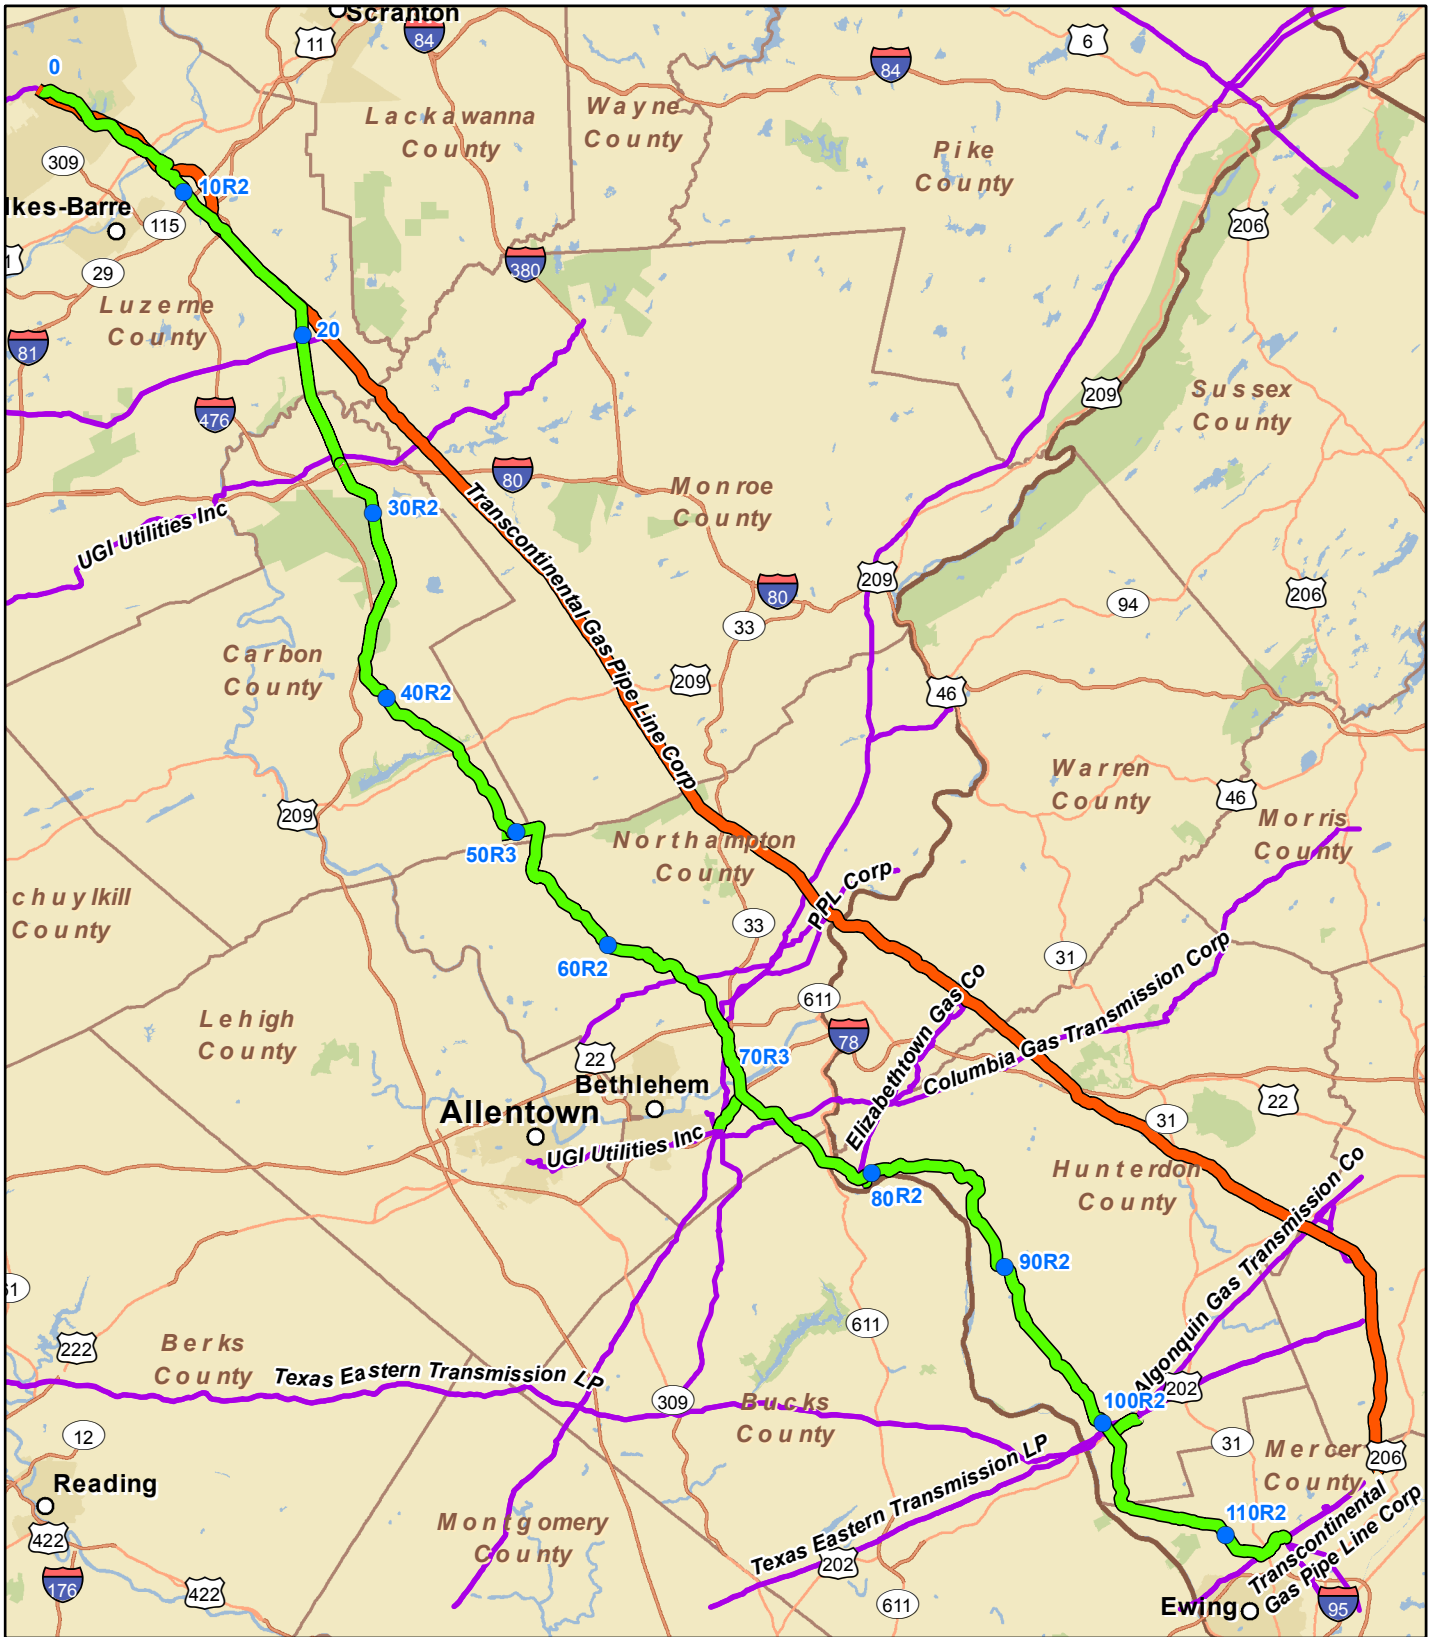 Scranton
11
84
6
84
0
Lackawanna
County
Wayne
County
Pike
County
309
10R2
lkes-Barre
115
206
1
29
380
Luzerne
County
20
81
476
209
Sussex
County
80
Monroe
County
30R2
UGI Utilities Inc
Transcontinental Gas Pipe Line Corp
209
80
94
206
33
Carbon
County
209
40R2
46
Warren
County
46
209
Morris
County
Northampton
County
50R3
PPL Corp
chuylkill
County
33
31
60R2
611
Lehigh
County
78
Elizabethtown Gas Co
Columbia Gas Transmission Corp
22
70R3
Bethlehem
22
Allentown
31
UGI Utilities Inc
Hunterdon
County
80R2
Algonquin Gas Transmission Co
90R2
61
611
222
Berks
County
Texas Eastern Transmission LP
202
309
Bucks
County
100R2
12
31
Mercer
County
206
Reading
Texas Eastern Transmission LP
110R2
Montgomery
County
422
202
Transcontinental
Gas Pipe Line Corp
176
422
611
Ewing
95